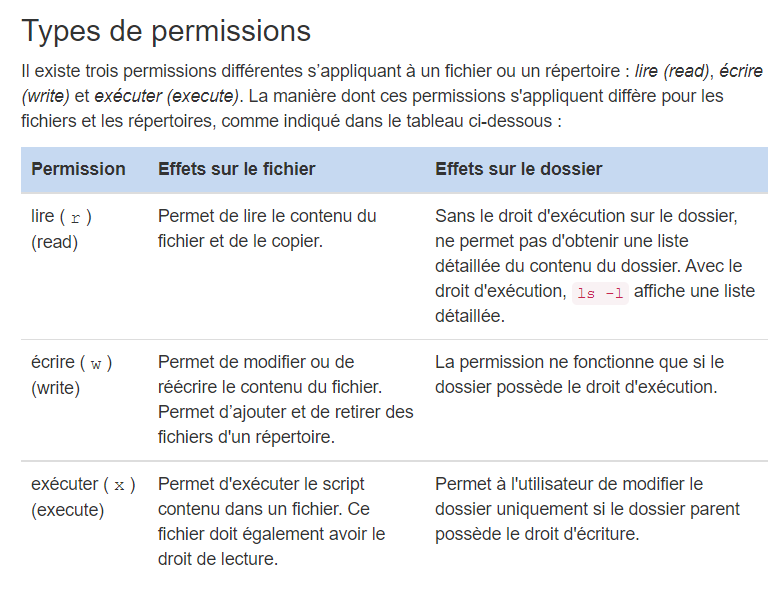 Types de permissions
Il existe trois permissions différentes s’appliquant à un fichier ou un répertoire : lire (read), écrire
(write) et exécuter (execute). La manière dont ces permissions s'appliquent diffère pour les
fichiers et les répertoires, comme indiqué dans le tableau ci-dessous :
Permission Effets sur le fichier Effets sur le dossier
lire ( r )
(read)
Permet de lire le contenu du
fichier et de le copier.
Sans le droit d'exécution sur le dossier,
ne permet pas d'obtenir une liste
détaillée du contenu du dossier. Avec le
droit d'exécution, ls -l affiche une liste
détaillée.
écrire ( w )
(write)
Permet de modifier ou de
réécrire le contenu du fichier.
Permet d’ajouter et de retirer des
fichiers d'un répertoire.
La permission ne fonctionne que si le
dossier possède le droit d'exécution.
exécuter ( x )
(execute)
Permet d'exécuter le script
contenu dans un fichier. Ce
fichier doit également avoir le
droit de lecture.
Permet à l'utilisateur de modifier le
dossier uniquement si le dossier parent
possède le droit d'écriture.